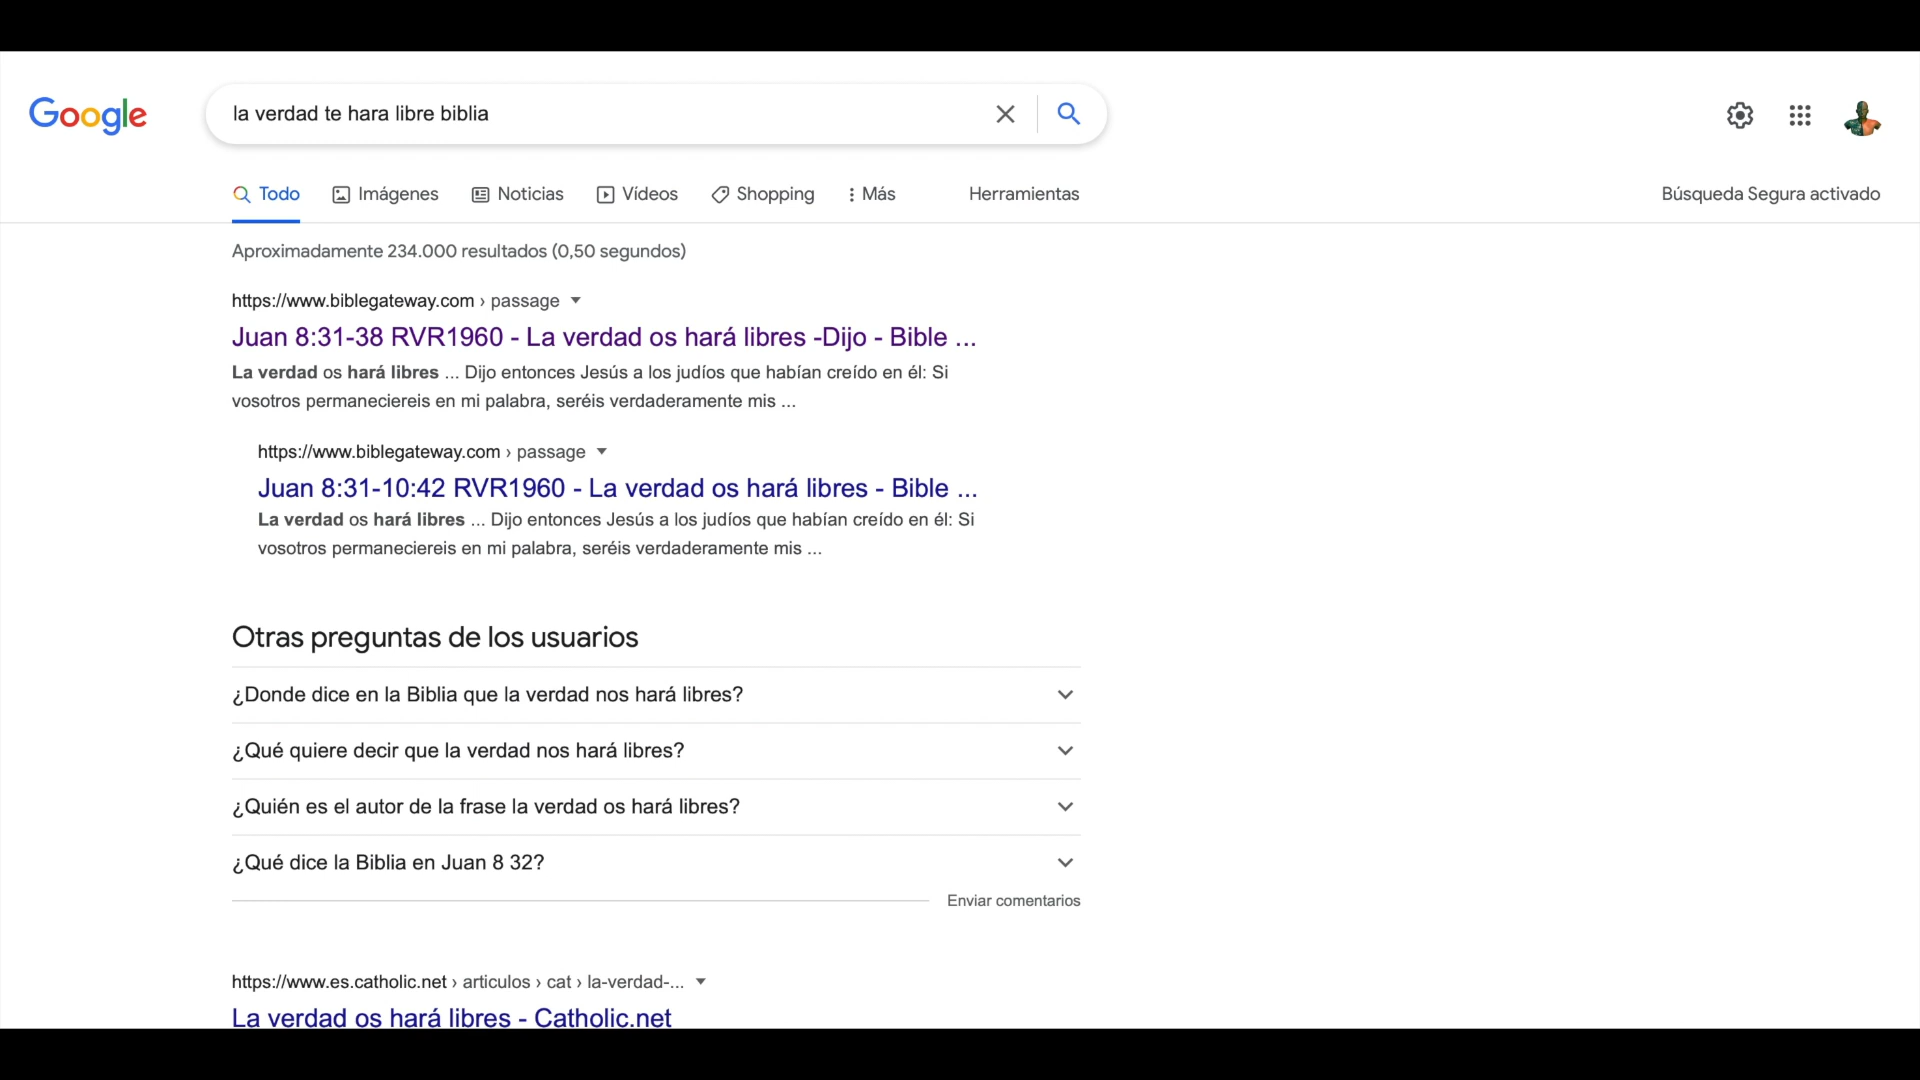 Google
la verdad te hara libre biblia
Todo
Imágenes
Noticias
Vídeos
Shopping
Más
Herramientas
Búsqueda Segura activado
Aproximadamente 234.000 resultados (0,50 segundos)
https://www.biblegateway.com › passage
Juan 8:31-38 RVR1960 - La verdad os hará libres -Dijo - Bible ...
La verdad os hará libres ... Dijo entonces Jesús a los judíos que habían creído en él: Si
vosotros permaneciereis en mi palabra, seréis verdaderamente mis ...
https://www.biblegateway.com › passage
Juan 8:31-10:42 RVR1960 - La verdad os hará libres - Bible ...
La verdad os hará libres ... Dijo entonces Jesús a los judíos que habían creído en él: Si
vosotros permaneciereis en mi palabra, seréis verdaderamente mis ...
Otras preguntas de los usuarios
¿Donde dice en la Biblia que la verdad nos hará libres?
¿Qué quiere decir que la verdad nos hará libres?
¿Quién es el autor de la frase la verdad os hará libres?
¿Qué dice la Biblia en Juan 8 32?
Enviar comentarios
https://www.es.catholic.net › articulos › cat › la-verdad-...
La verdad os hará libres - Catholic.net